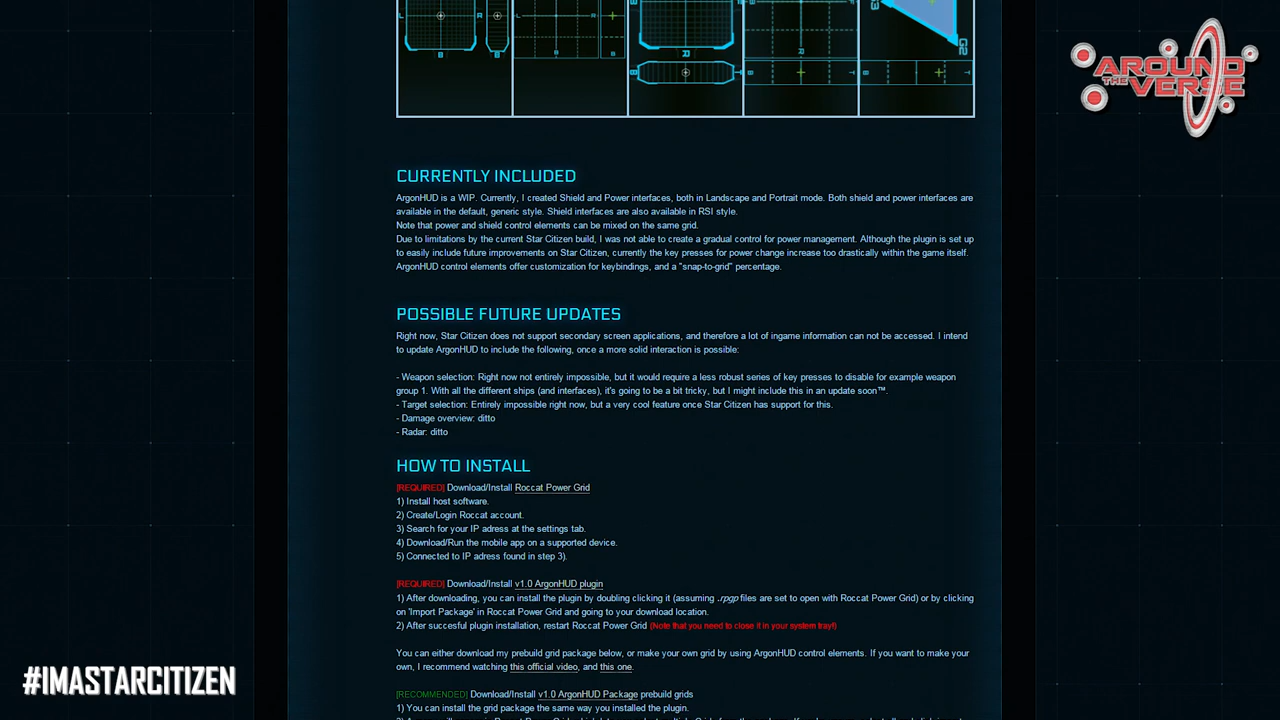 AROUND
THE VERSE
L R L R R G3
B B R G2
B T B T B T
CURRENTLY INCLUDED
ArgonHUD is a WIP. Currently, I created Shield and Power interfaces, both in Landscape and Portrait mode. Both shield and power interfaces are
available in the default, generic style. Shield interfaces are also available in RSI style.
Note that power and shield control elements can be mixed on the same grid.
Due to limitations by the current Star Citizen build, I was not able to create a gradual control for power management. Although the plugin is set up
to easily include future improvements on Star Citizen, currently the key presses for power change increase too drastically within the game itself.
ArgonHUD control elements offer customization for keybindings, and a "snap-to-grid" percentage.
POSSIBLE FUTURE UPDATES
Right now, Star Citizen does not support secondary screen applications, and therefore a lot of ingame information can not be accessed. I intend
to update ArgonHUD to include the following, once a more solid interaction is possible:
- Weapon selection: Right now not entirely impossible, but it would require a less robust series of key presses to disable for example weapon
group 1. With all the different ships (and interfaces), it's going to be a bit tricky, but I might include this in an update soon™.
- Target selection: Entirely impossible right now, but a very cool feature once Star Citizen has support for this.
- Damage overview: ditto
- Radar: ditto
HOW TO INSTALL
[REQUIRED] Download/Install Roccat Power Grid
1) Install host software.
2) Create/Login Roccat account.
3) Search for your IP adress at the settings tab.
4) Download/Run the mobile app on a supported device.
5) Connected to IP adress found in step 3).
[REQUIRED] Download/Install v1.0 ArgonHUD plugin
1) After downloading, you can install the plugin by doubling clicking it (assuming .rpgp files are set to open with Roccat Power Grid) or by clicking
on 'Import Package' in Roccat Power Grid and going to your download location.
2) After succesful plugin installation, restart Roccat Power Grid (Note that you need to close it in your system tray!)
You can either download my prebuild grid package below, or make your own grid by using ArgonHUD control elements. If you want to make your
own, I recommend watching this official video, and this one.
[RECOMMENDED] Download/Install v1.0 ArgonHUD Package prebuild grids
1) You can install the grid package the same way you installed the plugin.
#IMASTARCITIZEN